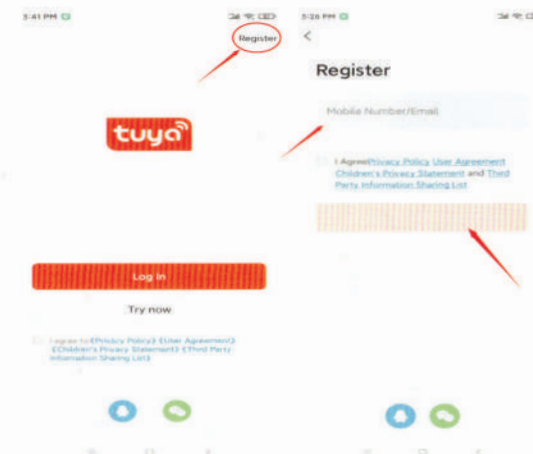 3:41 PM
Register
tuya
Log in
Try now
I agree to《Privacy Policy》《User Agreement》
《Children's Privacy Statement》《Third Party
Information Sharing List》
5:26 PM
Register
Mobile Number/Email
I AgreePrivacy Policy User Agreement
Children's Privacy Statement and Third
Party Information Sharing List